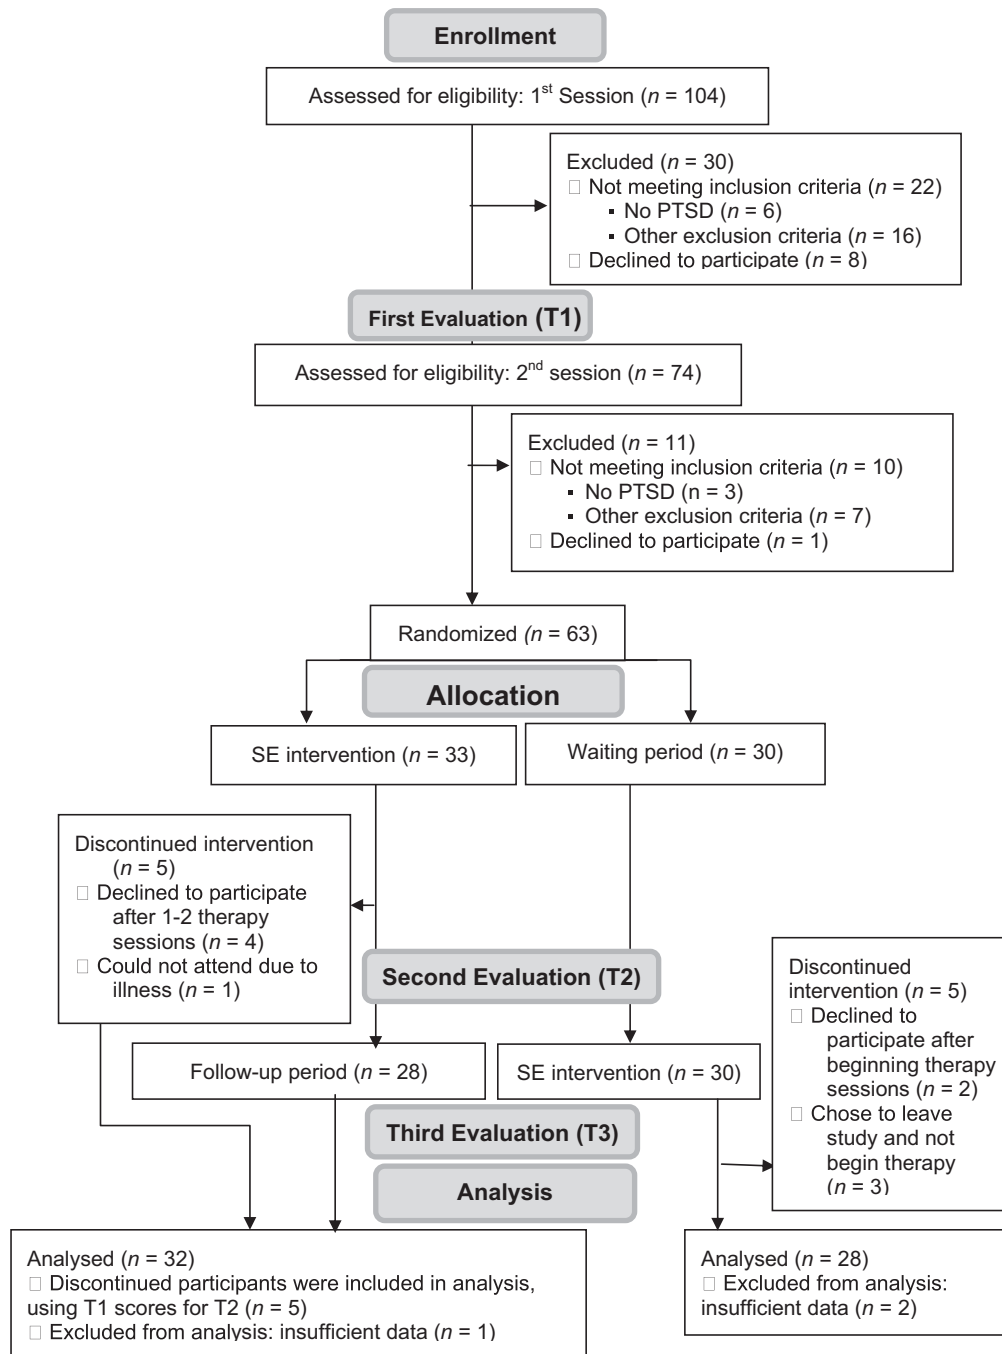 Enrollment
Assessed for eligibility: 1st Session (n = 104)
Excluded (n = 30)
□ Not meeting inclusion criteria (n = 22)
▪ No PTSD (n = 6)
▪ Other exclusion criteria (n = 16)
□ Declined to participate (n = 8)
First Evaluation (T1)
Assessed for eligibility: 2nd session (n = 74)
Excluded (n = 11)
□ Not meeting inclusion criteria (n = 10)
▪ No PTSD (n = 3)
▪ Other exclusion criteria (n = 7)
□ Declined to participate (n = 1)
Randomized (n = 63)
Allocation
SE intervention (n = 33)
Waiting period (n = 30)
Discontinued intervention
(n = 5)
□ Declined to participate
after 1-2 therapy
sessions (n = 4)
□ Could not attend due to
illness (n = 1)
Second Evaluation (T2)
Discontinued
intervention (n = 5)
□ Declined to
participate after
beginning therapy
sessions (n = 2)
□ Chose to leave
study and not
begin therapy
(n = 3)
Follow-up period (n = 28)
SE intervention (n = 30)
Third Evaluation (T3)
Analysis
Analysed (n = 32)
□ Discontinued participants were included in analysis,
using T1 scores for T2 (n = 5)
□ Excluded from analysis: insufficient data (n = 1)
Analysed (n = 28)
□ Excluded from analysis:
insufficient data (n = 2)